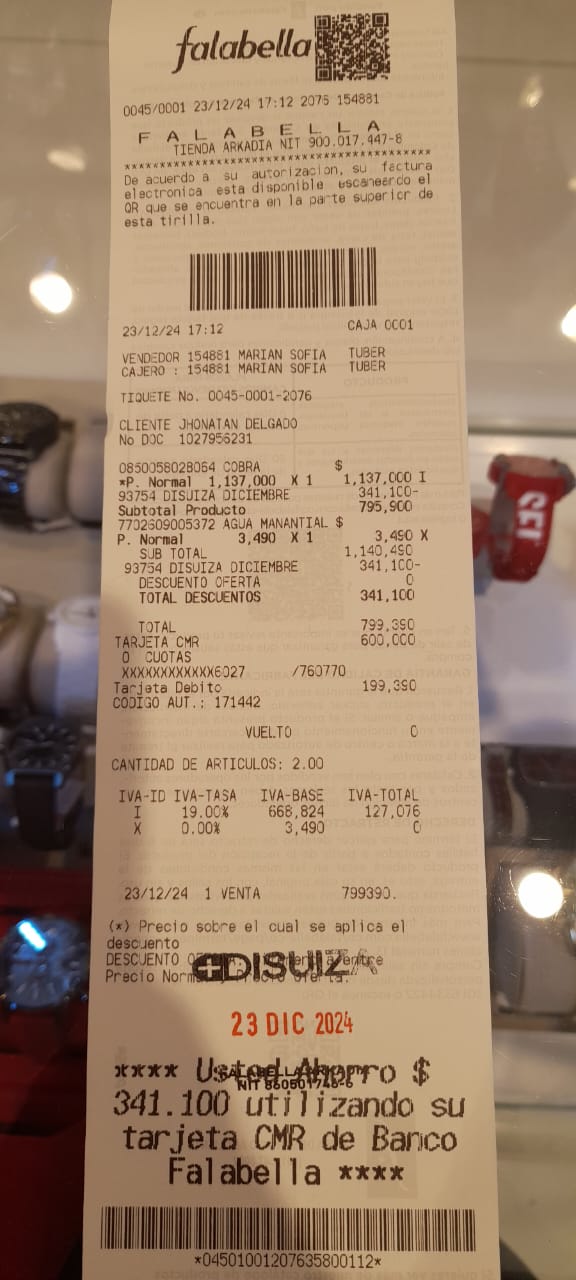 falabella
0045/0001 23/12/24 17:12 2076 154881
F A L A B E L L A
TIENDA ARKADIA NIT 900.017.447-8
De acuerdo a su autorizacion, su factura
electronica esta disponible escaneando el
QR que se encuentra en la parte superior de
esta tirilla.
23/12/24 17:12 CAJA 0001
VENDEDOR 154881 MARIAN SOFIA TUBER
CAJERO : 154881 MARIAN SOFIA TUBER
TIQUETE No. 0045-0001-2076
CLIENTE JHONATAN DELGADO
No DOC 1027956231
0850058028064 COBRA $
*P. Normal 1,137,000 X 1 1,137,000 I
93754 DISUIZA DICIEMBRE 341,100-
Subtotal Producto 795,900
7702609005372 AGUA MANANTIAL $
P. Normal 3,490 X 1 3,490 X
SUB TOTAL 1,140,490
93754 DISUIZA DICIEMBRE 341,100-
DESCUENTO OFERTA 0
TOTAL DESCUENTOS 341,100
TOTAL 799,390
TARJETA CMR 600,000
0 CUOTAS
XXXXXXXXXXXX6027 /760770
Tarjeta Debito 199,390
CODIGO AUT.: 171442
VUELTO 0
CANTIDAD DE ARTICULOS: 2.00
IVA-ID IVA-TASA IVA-BASE IVA-TOTAL
I 19.00% 668,824 127,076
X 0.00% 3,490 0
23/12/24 1 VENTA 799390.
(*) Precio sobre el cual se aplica el
descuento
DESCUENTO entre
Precio
DISUIZA
23 DIC 2024
**** Usted Ahorro $
NIT 860501746-6
341.100 utilizando su
tarjeta CMR de Banco
Falabella ****
*04501001207635800112*